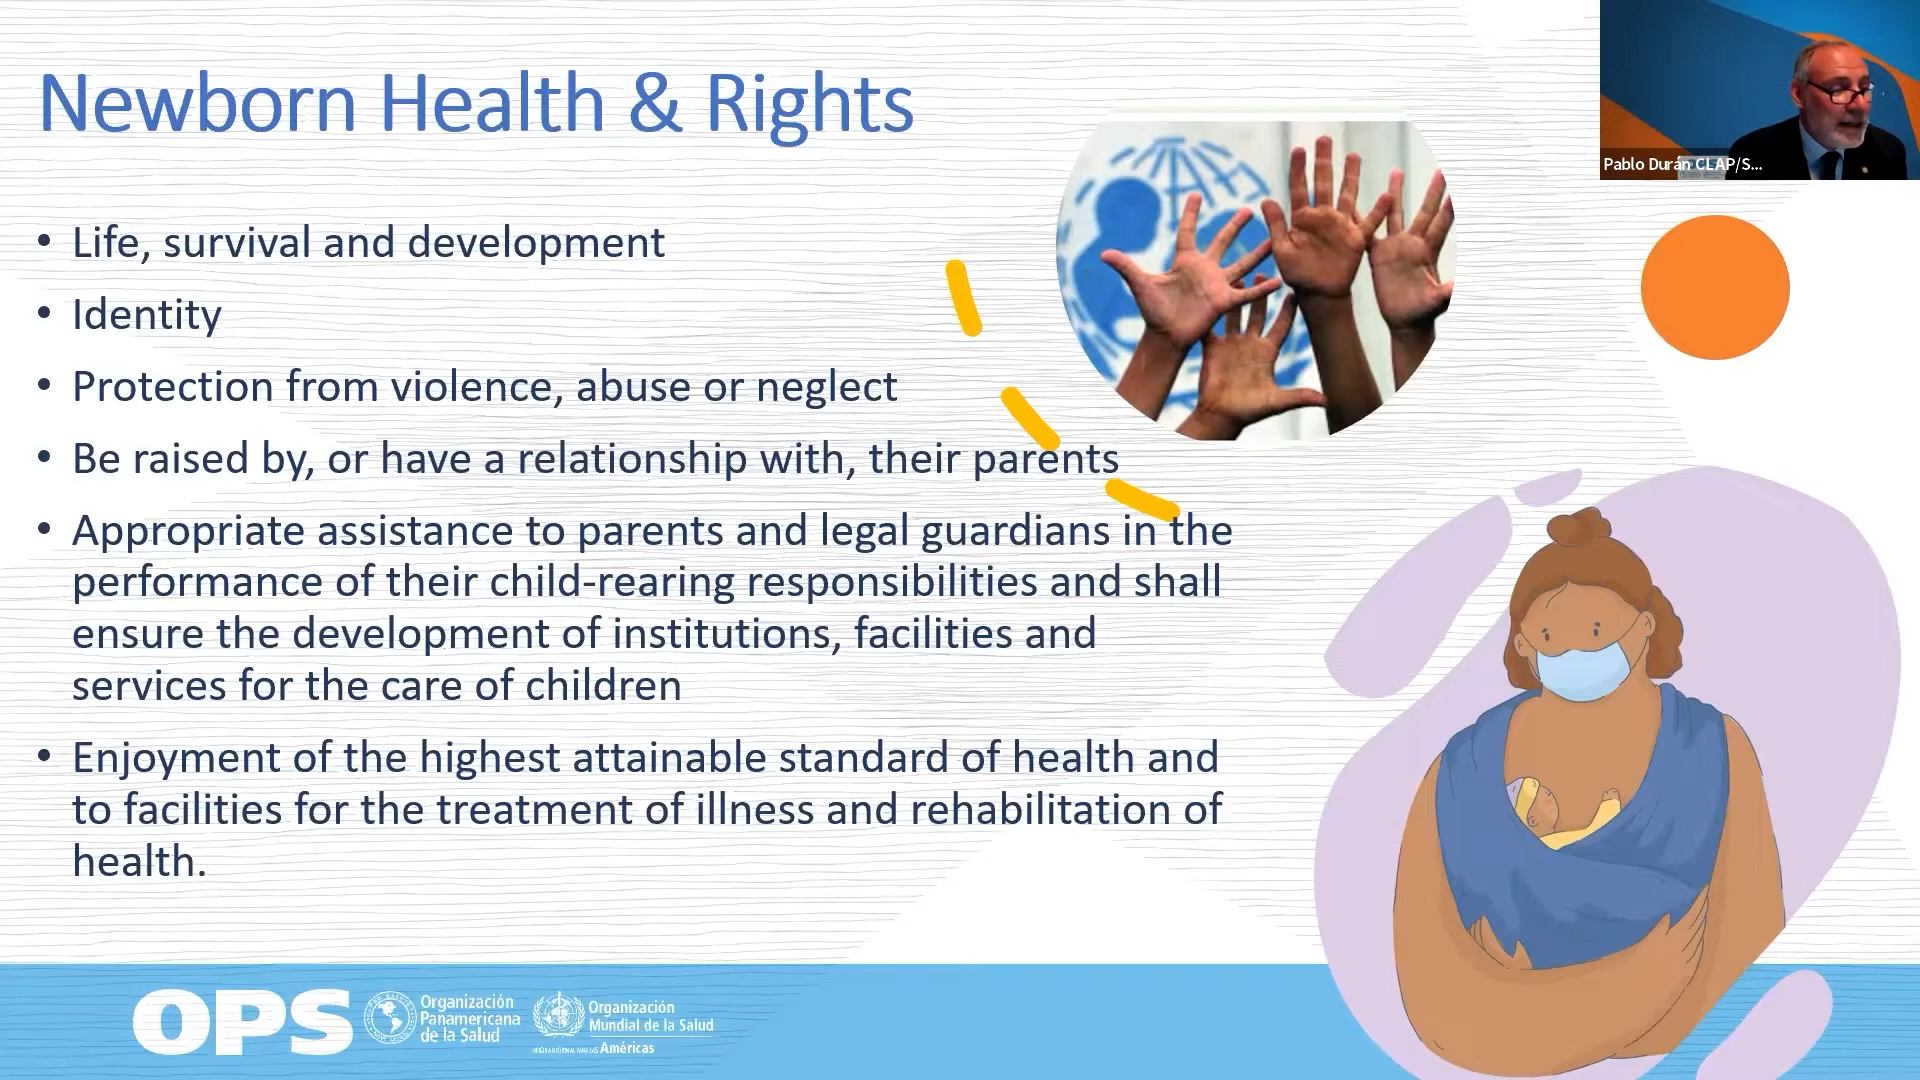 Newborn Health & Rights
Pablo Durán CLAP/S...
• Life, survival and development
• Identity
• Protection from violence, abuse or neglect
• Be raised by, or have a relationship with, their parents
• Appropriate assistance to parents and legal guardians in the
performance of their child-rearing responsibilities and shall
ensure the development of institutions, facilities and
services for the care of children
• Enjoyment of the highest attainable standard of health and
to facilities for the treatment of illness and rehabilitation of
health.
OPS
Organización
Panamericana
de la Salud
Organización
Mundial de la Salud
OFICINA REGIONAL PARA LAS Américas